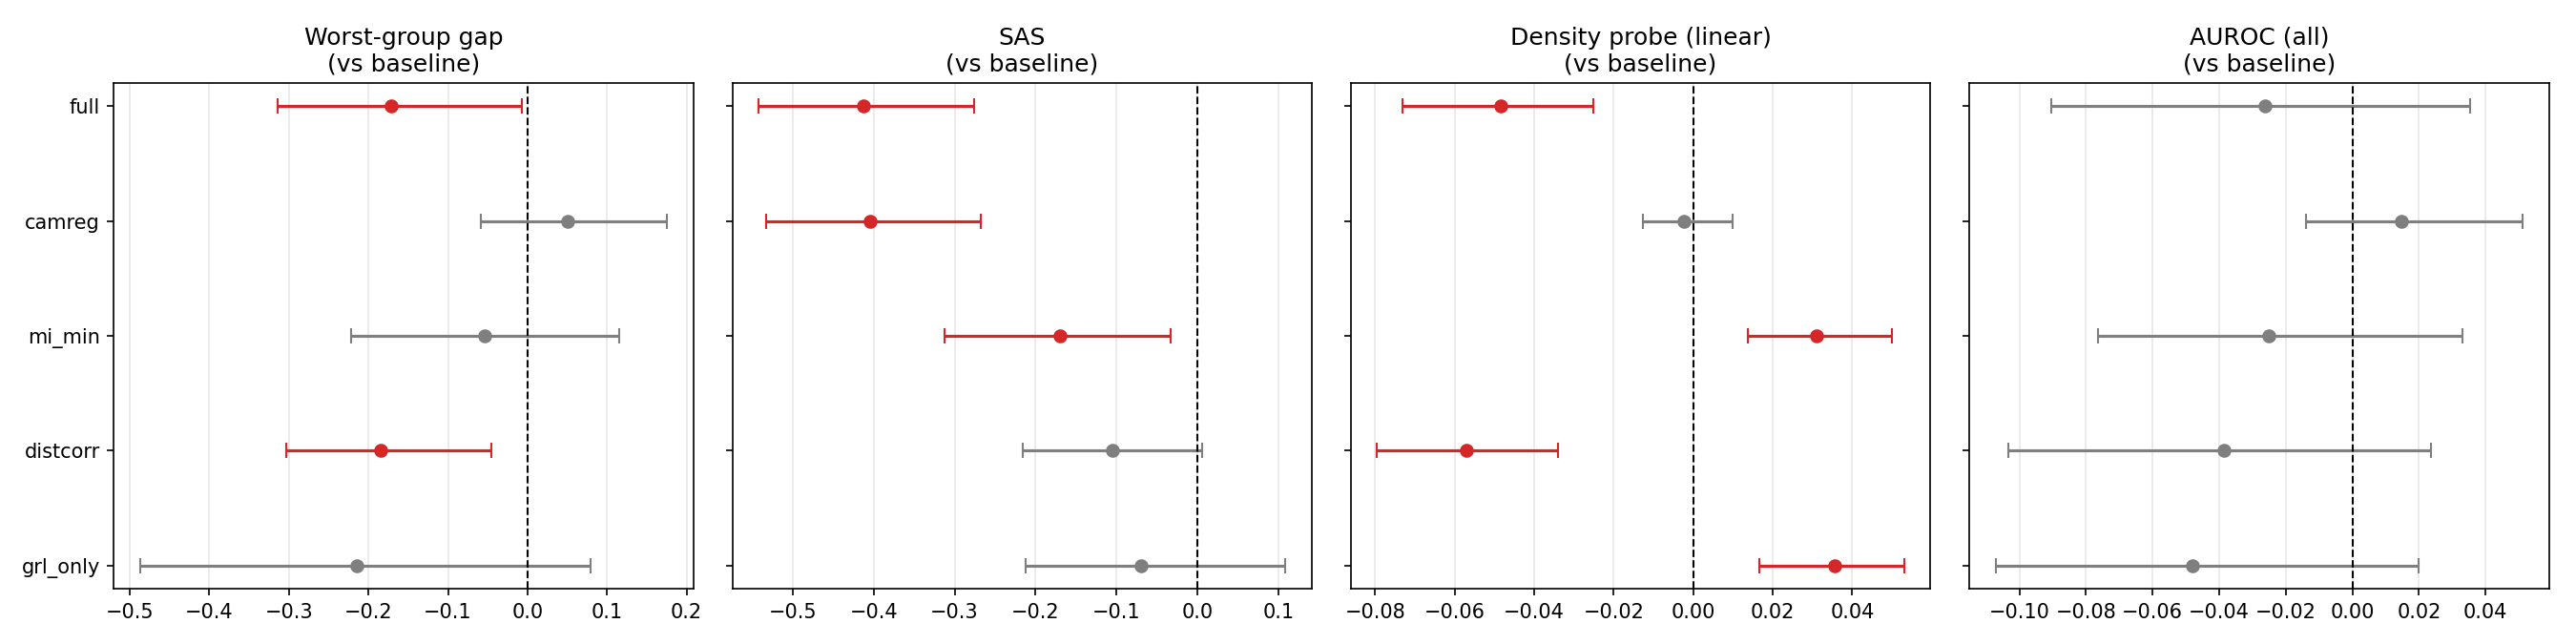 Worst-group gap
(vs baseline)
SAS
(vs baseline)
Density probe (linear)
(vs baseline)
AUROC (all)
(vs baseline)
full
camreg
mi_min
distcorr
grl_only
−0.5 −0.4 −0.3 −0.2 −0.1 0.0 0.1 0.2
−0.5 −0.4 −0.3 −0.2 −0.1 0.0 0.1
−0.08 −0.06 −0.04 −0.02 0.00 0.02 0.04
−0.10 −0.08 −0.06 −0.04 −0.02 0.00 0.02 0.04